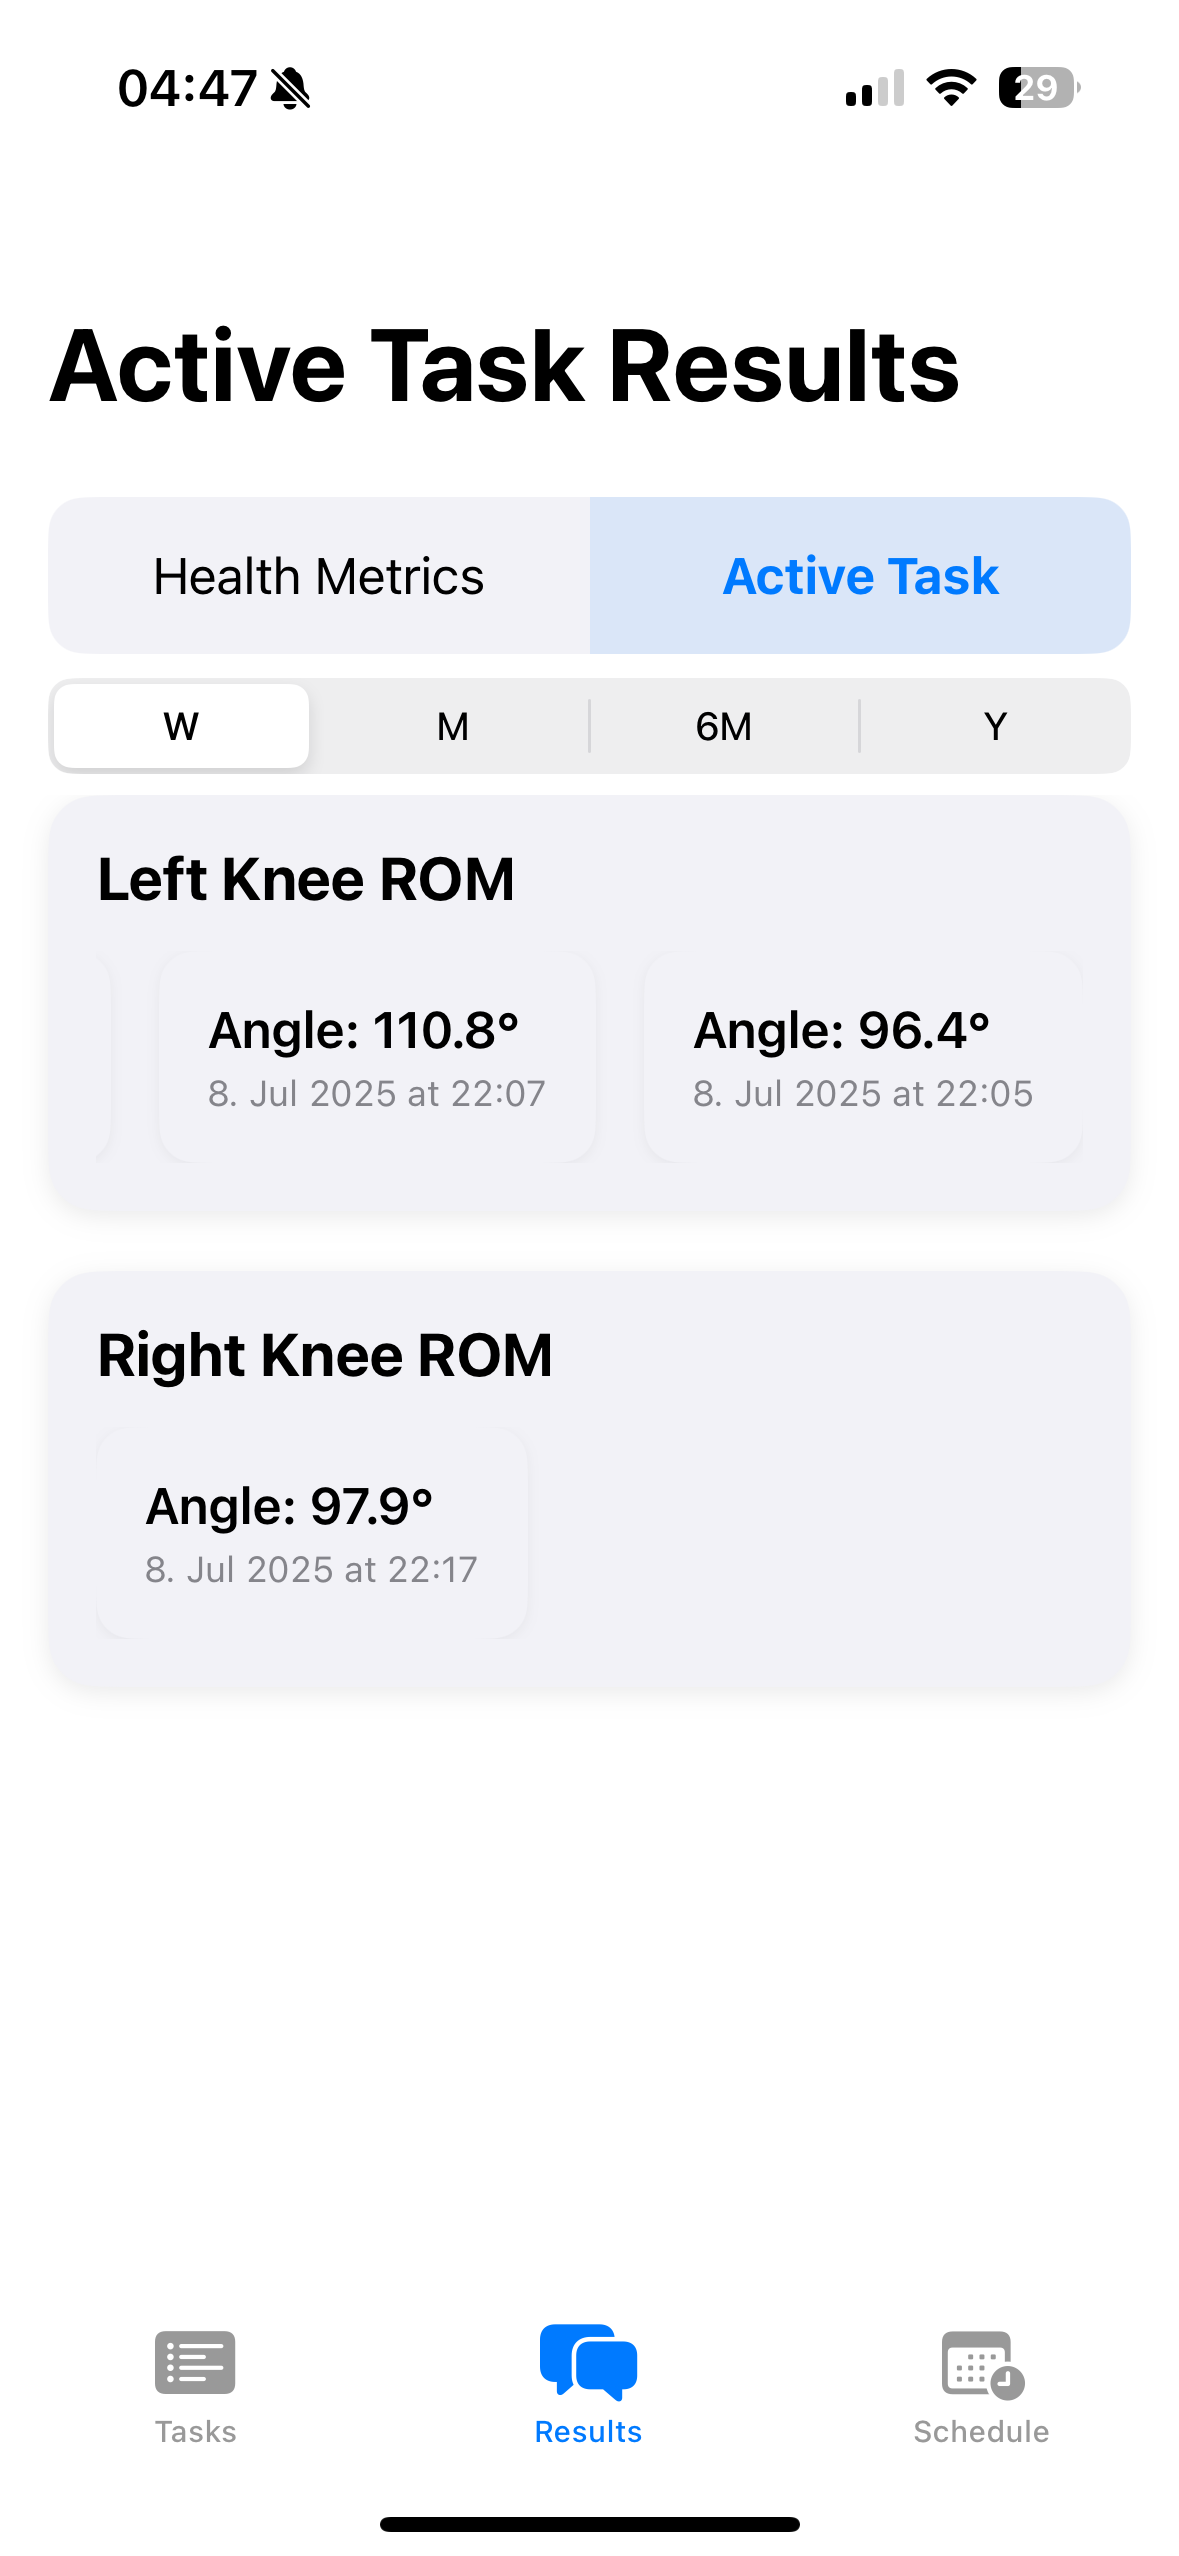 04:47
29
Active Task Results
Health Metrics
Active Task
W
M
6M
Y
Left Knee ROM
Angle: 110.8°
8. Jul 2025 at 22:07
Angle: 96.4°
8. Jul 2025 at 22:05
Right Knee ROM
Angle: 97.9°
8. Jul 2025 at 22:17
Tasks
Results
Schedule